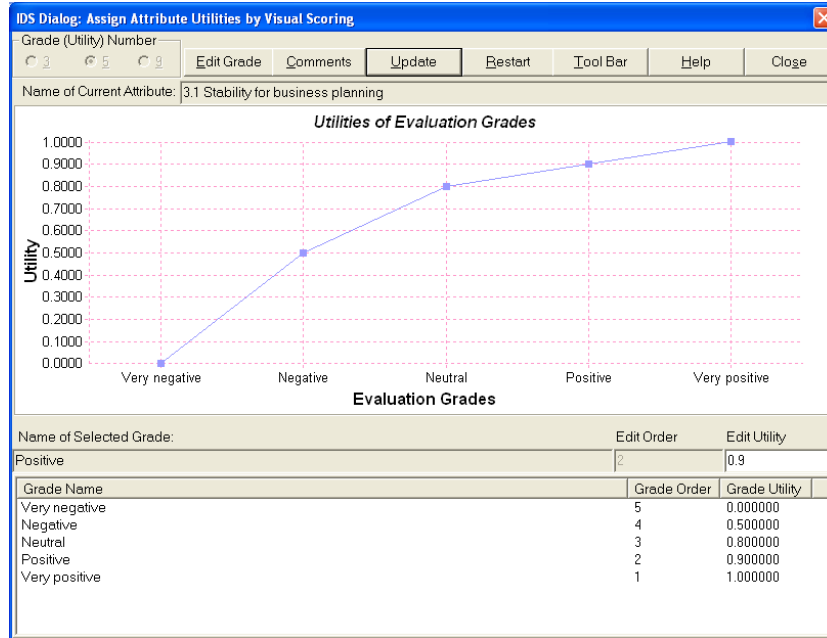 IDS Dialog: Assign Attribute Utilities by Visual Scoring
Grade (Utility) Number
3 5 9 Edit Grade Comments Update Restart Tool Bar Help Close
Name of Current Attribute: 3.1 Stability for business planning
Utilities of Evaluation Grades
1.0000
0.9000
0.8000
0.7000
0.6000
0.5000
0.4000
0.3000
0.2000
0.1000
0.0000
Utility
Very negative Negative Neutral Positive Very positive
Evaluation Grades
Name of Selected Grade: Edit Order Edit Utility
Positive 2 0.9
Grade Name Grade Order Grade Utility
Very negative 5 0.000000
Negative 4 0.500000
Neutral 3 0.800000
Positive 2 0.900000
Very positive 1 1.000000